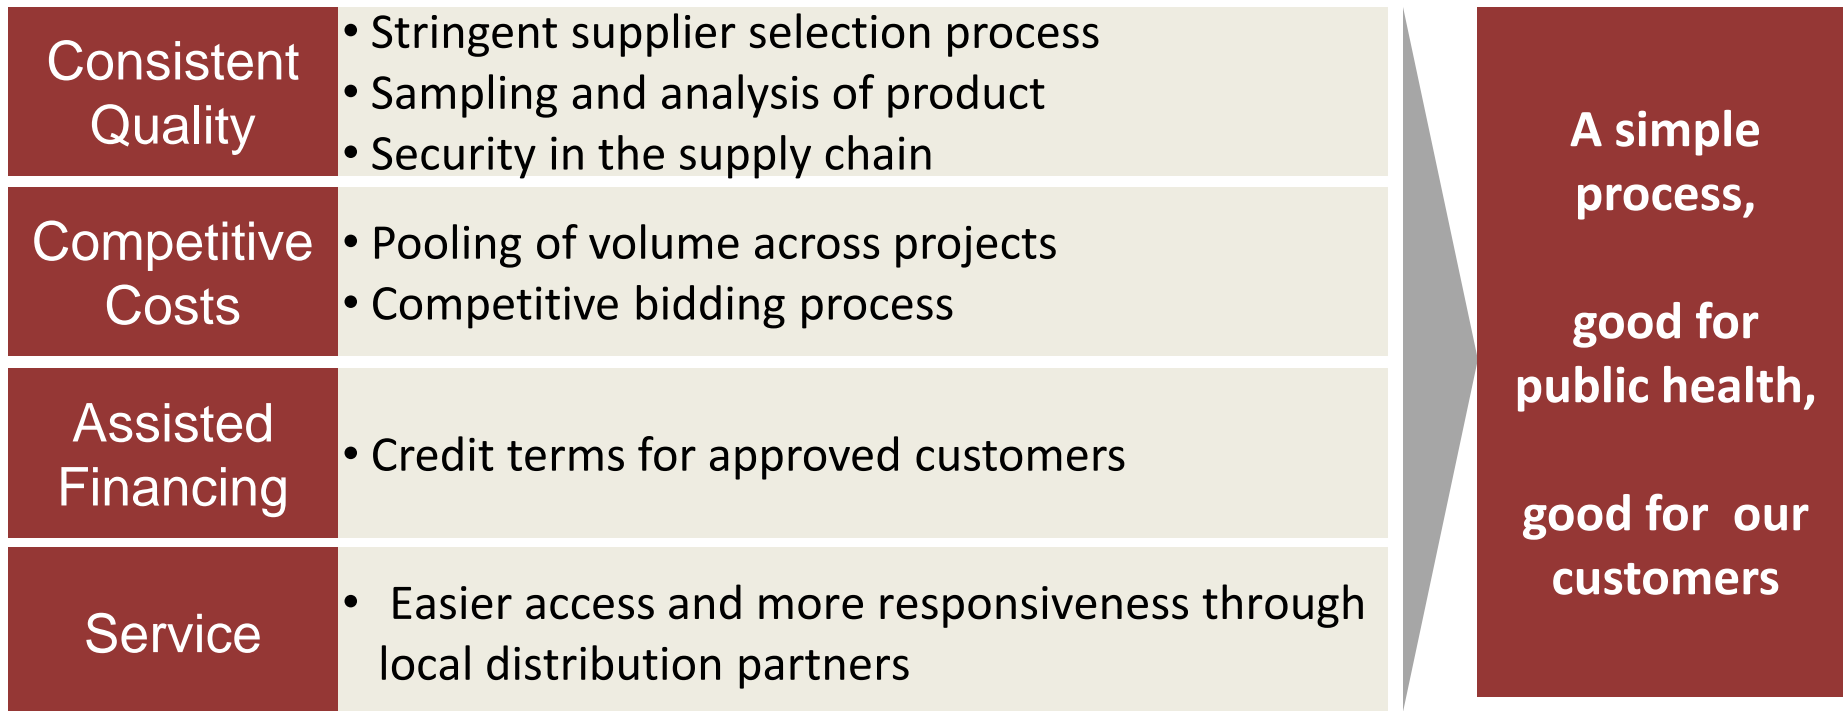 Consistent
Quality
• Stringent supplier selection process
• Sampling and analysis of product
• Security in the supply chain
Competitive
Costs
• Pooling of volume across projects
• Competitive bidding process
Assisted
Financing
• Credit terms for approved customers
Service
• Easier access and more responsiveness through
local distribution partners
A simple
process,
good for
public health,
good for our
customers